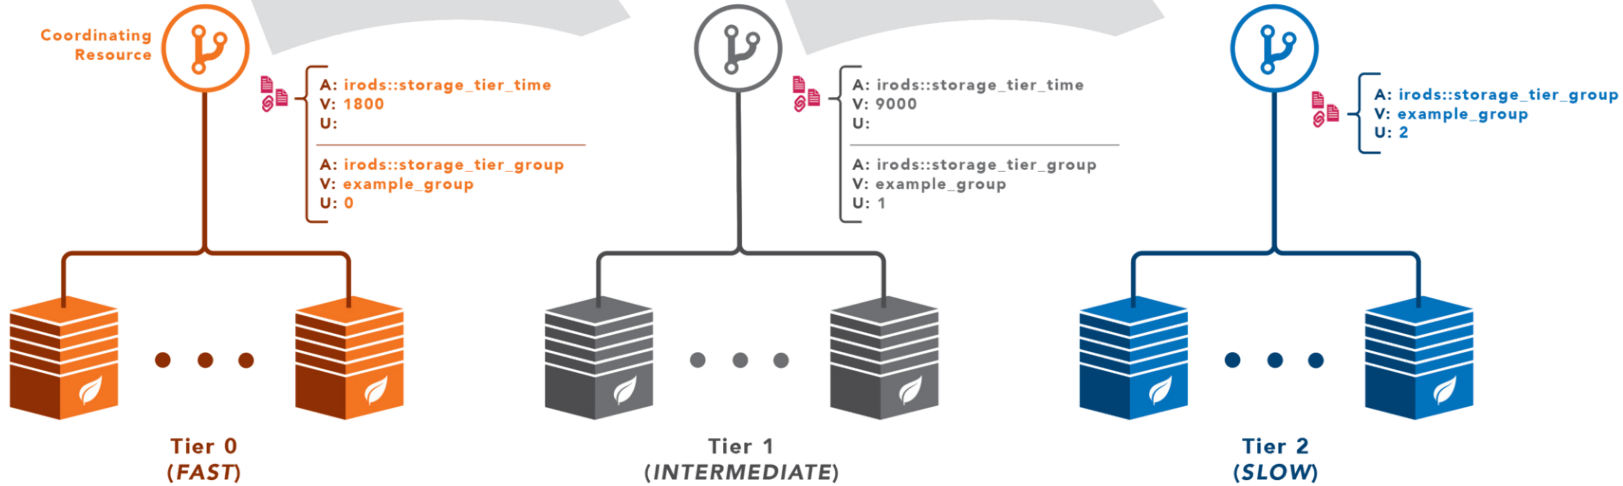 Coordinating
Resource
A: irods::storage_tier_time
V: 1800
U:
A: irods::storage_tier_group
V: example_group
U: 0
A: irods::storage_tier_time
V: 9000
U:
A: irods::storage_tier_group
V: example_group
U: 1
A: irods::storage_tier_group
V: example_group
U: 2
Tier 0
(FAST)
Tier 1
(INTERMEDIATE)
Tier 2
(SLOW)